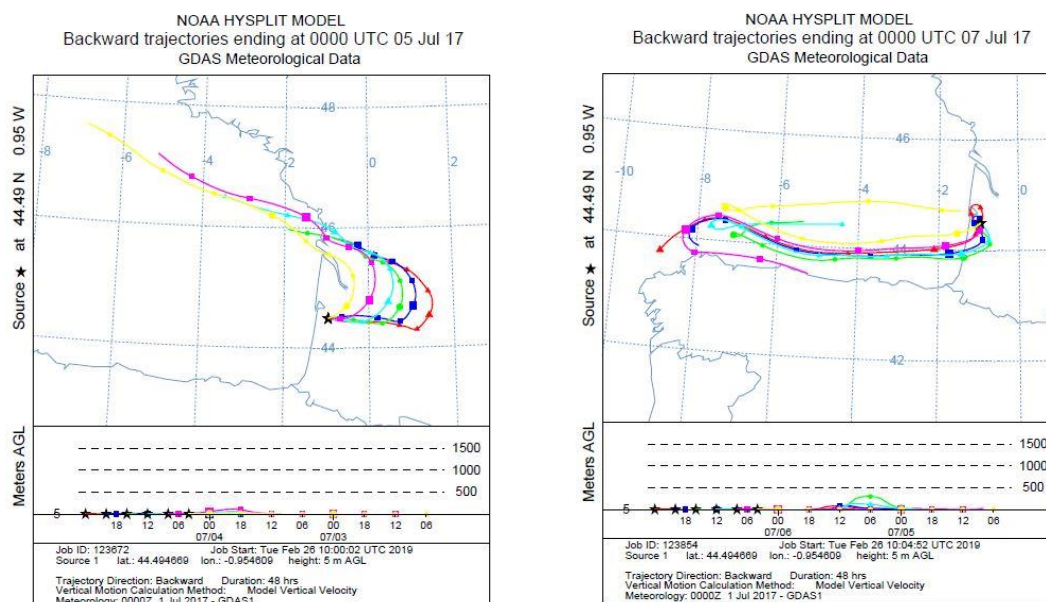 NOAA HYSPLIT MODEL
Backward trajectories ending at 0000 UTC 05 Jul 17
GDAS Meteorological Data
Source ★ at 44.49 N 0.95 W
-8
-6
-4
-2
0
2
48
46
44
Meters AGL
1500
1000
500
5
18 12 06 00 18 12 06 00 18 12 06
07/04 07/03
Job ID: 123672 Job Start: Tue Feb 26 10:00:02 UTC 2019
Source 1 lat.: 44.494669 lon.: -0.954609 height: 5 m AGL
Trajectory Direction: Backward Duration: 48 hrs
Vertical Motion Calculation Method: Model Vertical Velocity
Meteorology: 0000Z 1 Jul 2017 - GDAS1
NOAA HYSPLIT MODEL
Backward trajectories ending at 0000 UTC 07 Jul 17
GDAS Meteorological Data
Source ★ at 44.49 N 0.95 W
-10
-8
-6
-4
-2
0
46
42
Meters AGL
1500
1000
500
5
18 12 06 00 18 12 06 00 18 12 06
07/06 07/05
Job ID: 123854 Job Start: Tue Feb 26 10:04:52 UTC 2019
Source 1 lat.: 44.494669 lon.: -0.954609 height: 5 m AGL
Trajectory Direction: Backward Duration: 48 hrs
Vertical Motion Calculation Method: Model Vertical Velocity
Meteorology: 0000Z 1 Jul 2017 - GDAS1